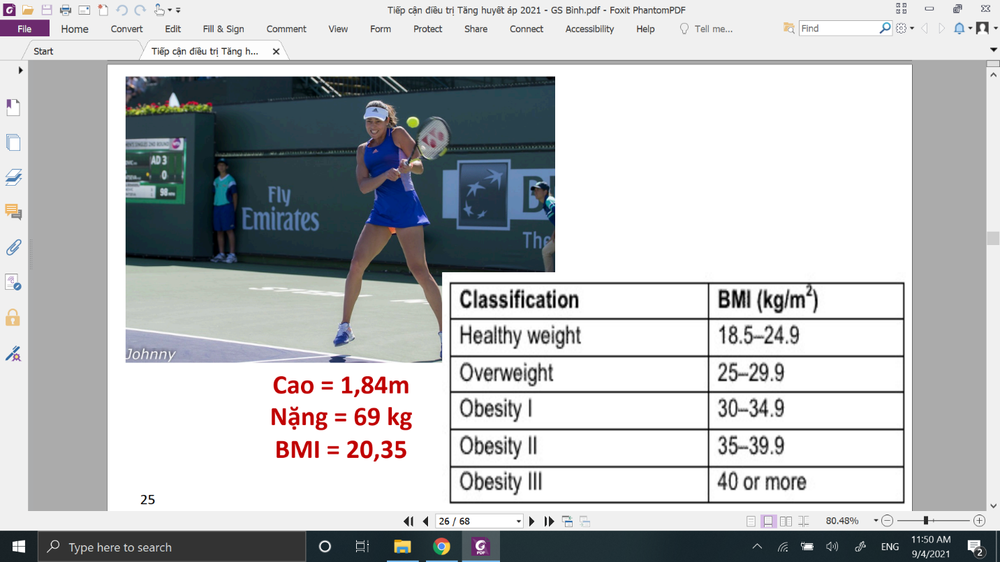 Tiếp cận điều trị Tăng huyết áp 2021 - GS Binh.pdf - Foxit PhantomPDF
File Home Convert Edit Fill & Sign Comment View Form Protect Share Connect Accessibility Help Tell me... Find
Start Tiếp cận điều trị Tăng h...
AD 3
0
98
Fly
Emirates
B
The
Johnny
Cao = 1,84m
Nặng = 69 kg
BMI = 20,35
Classification BMI (kg/m²)
Healthy weight 18.5–24.9
Overweight 25–29.9
Obesity I 30–34.9
Obesity II 35–39.9
Obesity III 40 or more
25
26 / 68 80.48%
Type here to search
PDF
ENG
11:50 AM
9/4/2021
2